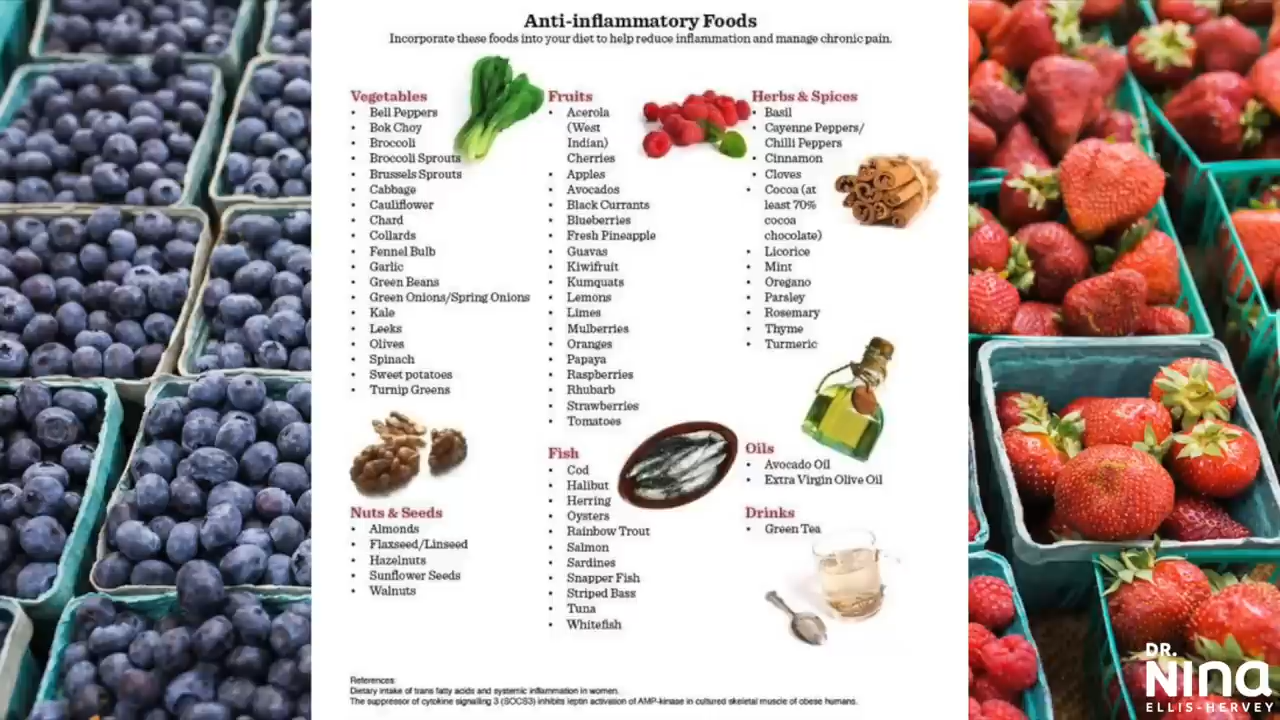 Anti-inflammatory Foods
Incorporate these foods into your diet to help reduce inflammation and manage chronic pain.
Vegetables
• Bell Peppers
• Bok Choy
• Broccoli
• Broccoli Sprouts
• Brussels Sprouts
• Cabbage
• Cauliflower
• Chard
• Collards
• Fennel Bulb
• Garlic
• Green Beans
• Green Onions/Spring Onions
• Kale
• Leeks
• Olives
• Spinach
• Sweet potatoes
• Turnip Greens
Nuts & Seeds
• Almonds
• Flaxseed/Linseed
• Hazelnuts
• Sunflower Seeds
• Walnuts
Fruits
• Acerola
(West
Indian)
Cherries
• Apples
• Avocados
• Black Currants
• Blueberries
• Fresh Pineapple
• Guavas
• Kiwifruit
• Kumquats
• Lemons
• Limes
• Mulberries
• Oranges
• Papaya
• Raspberries
• Rhubarb
• Strawberries
• Tomatoes
Fish
• Cod
• Halibut
• Herring
• Oysters
• Rainbow Trout
• Salmon
• Sardines
• Snapper Fish
• Striped Bass
• Tuna
• Whitefish
Herbs & Spices
• Basil
• Cayenne Peppers/
Chilli Peppers
• Cinnamon
• Cloves
• Cocoa (at
least 70%
cocoa
chocolate)
• Licorice
• Mint
• Oregano
• Parsley
• Rosemary
• Thyme
• Turmeric
Oils
• Avocado Oil
• Extra Virgin Olive Oil
Drinks
• Green Tea
References:
Dietary intake of trans fatty acids and systemic inflammation in women.
The suppressor of cytokine signalling 3 (SOCS3) inhibits leptin activation of AMP-kinase in cultured skeletal muscle of obese humans.
DR.
Nina
ELLIS-HERVEY